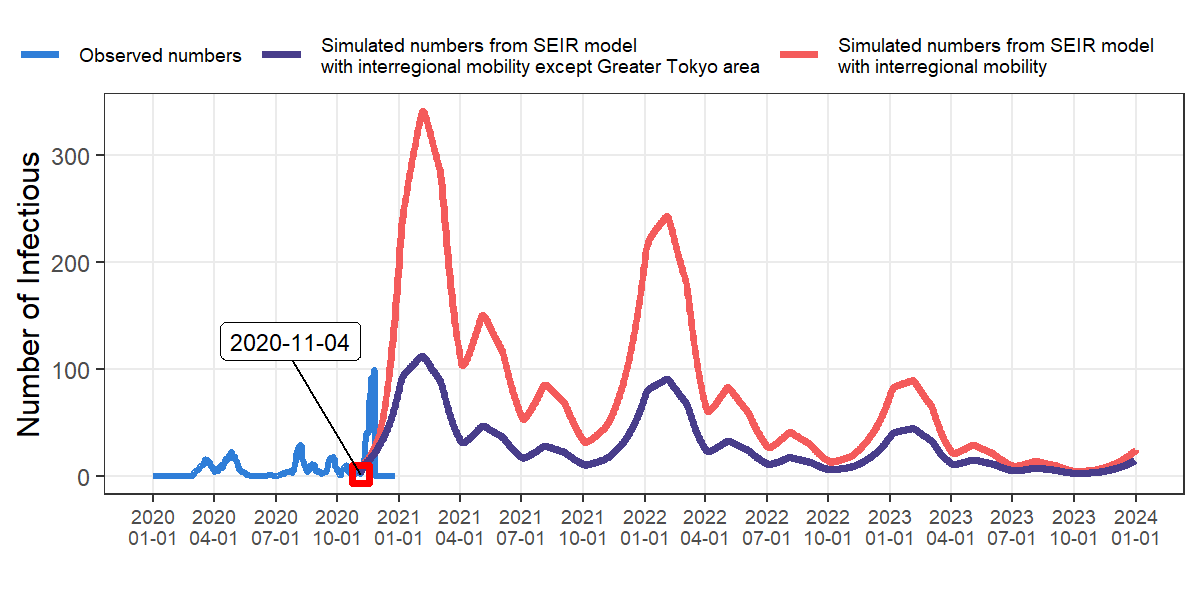 Observed numbers
Simulated numbers from SEIR model
with interregional mobility except Greater Tokyo area
Simulated numbers from SEIR model
with interregional mobility
Number of Infectious
300
200
100
0
2020-11-04
2020 2020 2020 2020 2021 2021 2021 2021 2022 2022 2022 2022 2023 2023 2023 2023 2024
01-01 04-01 07-01 10-01 01-01 04-01 07-01 10-01 01-01 04-01 07-01 10-01 01-01 04-01 07-01 10-01 01-01